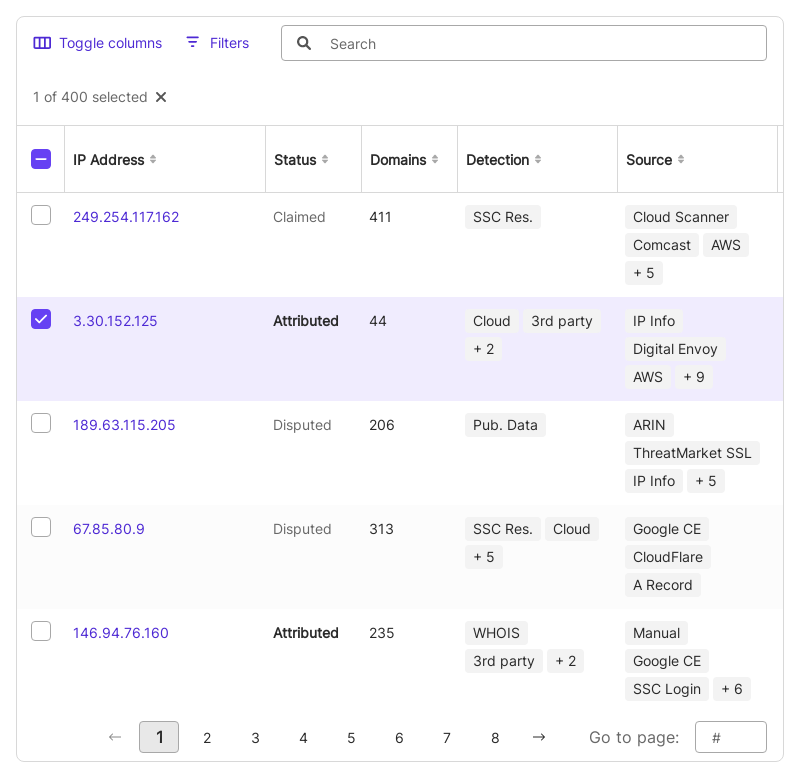 Toggle columns Filters Search
1 of 400 selected
IP Address Status Domains Detection Source
249.254.117.162 Claimed 411 SSC Res. Cloud Scanner
Comcast AWS
+ 5
3.30.152.125 Attributed 44 Cloud 3rd party IP Info
+ 2 Digital Envoy
AWS + 9
189.63.115.205 Disputed 206 Pub. Data ARIN
ThreatMarket SSL
IP Info + 5
67.85.80.9 Disputed 313 SSC Res. Cloud Google CE
+ 5 CloudFlare
A Record
146.94.76.160 Attributed 235 WHOIS Manual
3rd party + 2 Google CE
SSC Login + 6
← 1 2 3 4 5 6 7 8 → Go to page: #